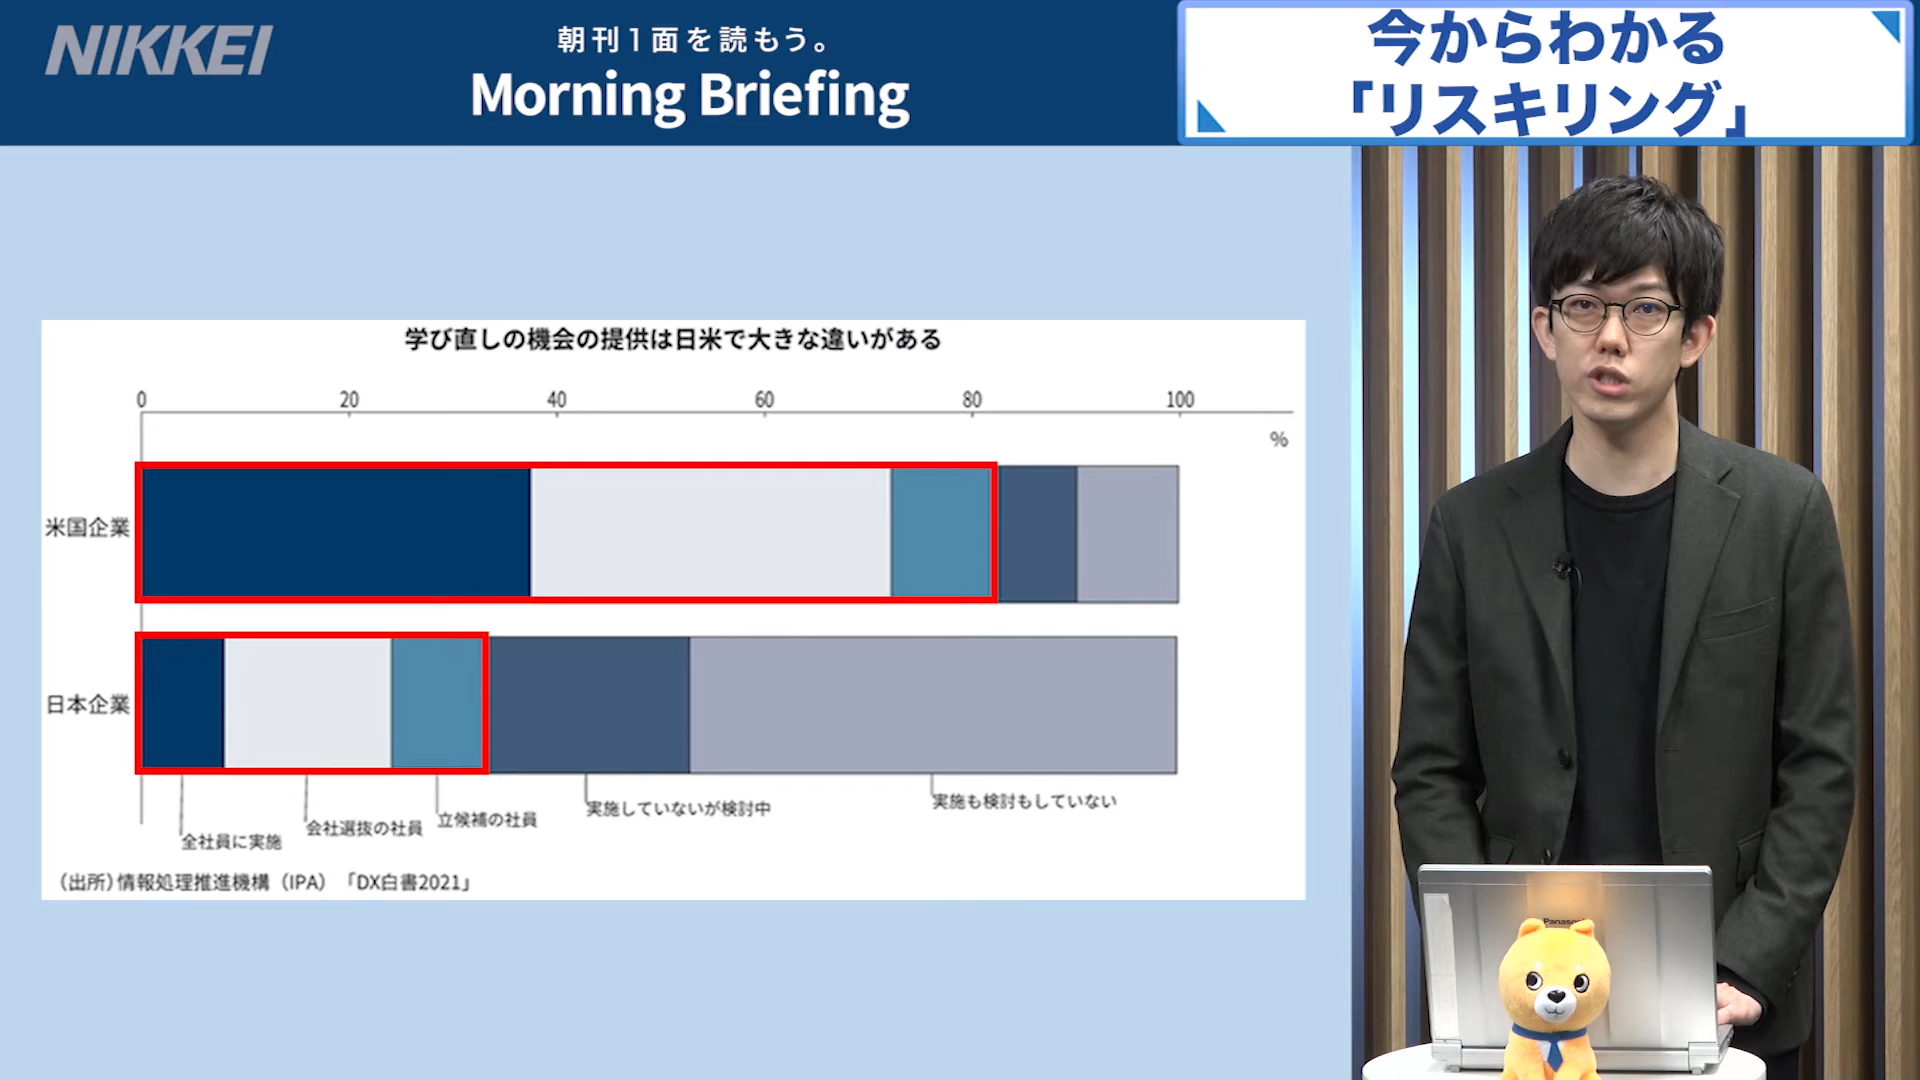 NIKKEI
朝刊1面を読もう。
Morning Briefing
今からわかる
「リスキリング」
学び直しの機会の提供は日米で大きな違いがある
0 20 40 60 80 100
%
米国企業
日本企業
全社員に実施
会社選抜の社員
立候補の社員
実施していないが検討中
実施も検討もしていない
（出所）情報処理推進機構（IPA）「DX白書2021」